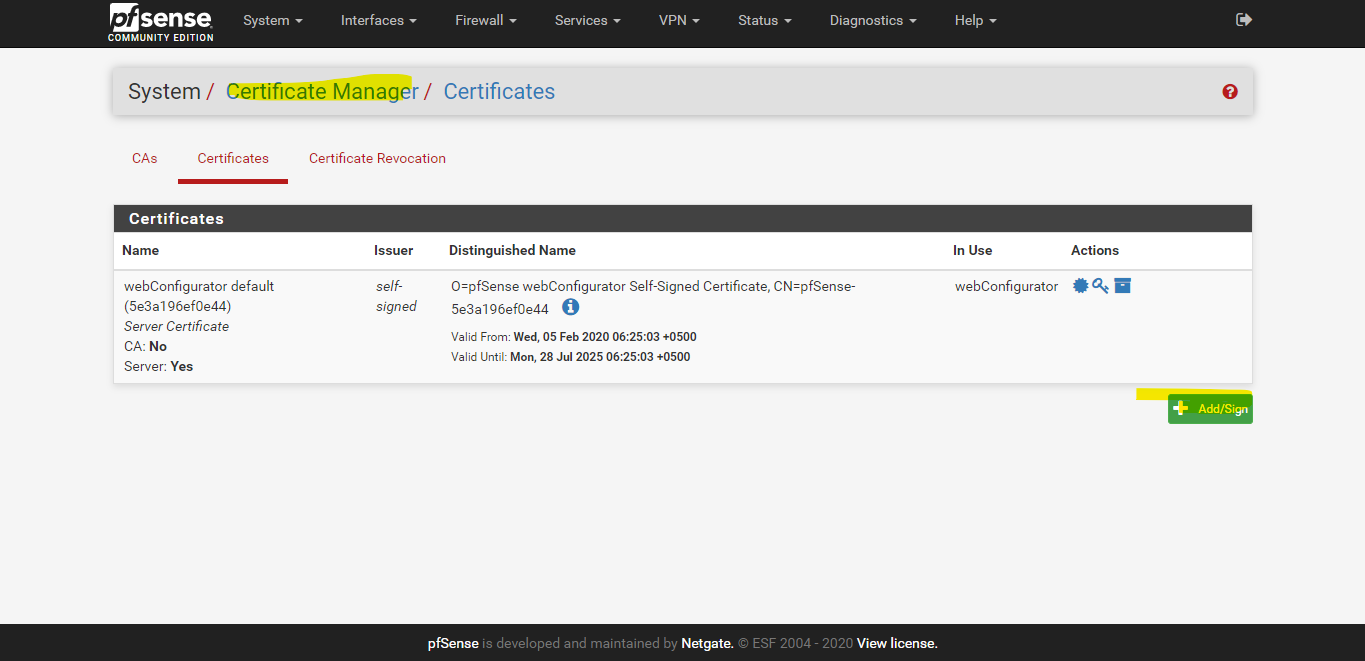 pfsense
COMMUNITY EDITION
System Interfaces Firewall Services VPN Status Diagnostics Help
System / Certificate Manager / Certificates
CAs Certificates Certificate Revocation
Certificates
Name Issuer Distinguished Name In Use Actions
webConfigurator default
(5e3a196ef0e44)
Server Certificate
CA: No
Server: Yes
self-
signed
O=pfSense webConfigurator Self-Signed Certificate, CN=pfSense-
5e3a196ef0e44
Valid From: Wed, 05 Feb 2020 06:25:03 +0500
Valid Until: Mon, 28 Jul 2025 06:25:03 +0500
webConfigurator
Add/Sign
pfSense is developed and maintained by Netgate. © ESF 2004 - 2020 View license.